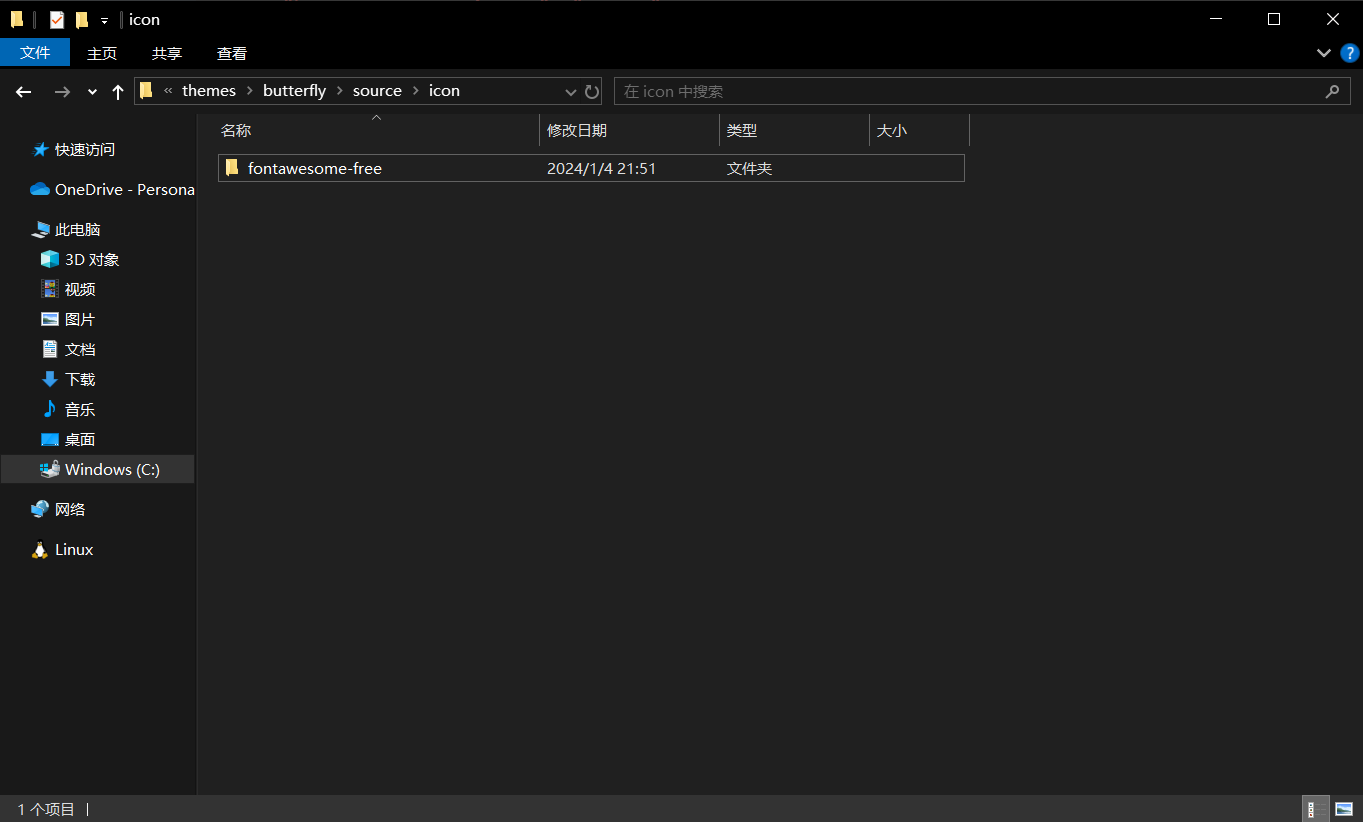 icon
文件 主页 共享 查看 ?
« themes > butterfly > source > icon 在 icon 中搜索
名称 修改日期 类型 大小
fontawesome-free 2024/1/4 21:51 文件夹
快速访问
OneDrive - Persona
此电脑
3D 对象
视频
图片
文档
下载
音乐
桌面
Windows (C:)
网络
Linux
1 个项目